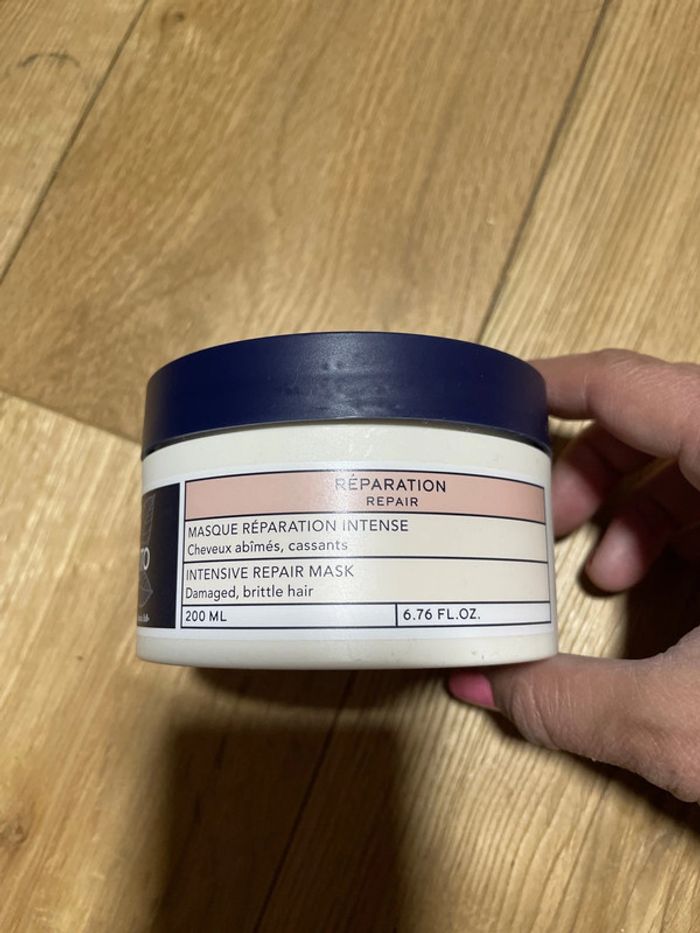 RÉPARATION
REPAIR
MASQUE RÉPARATION INTENSE
Cheveux abîmés, cassants
INTENSIVE REPAIR MASK
Damaged, brittle hair
200 ML
6.76 FL.OZ.